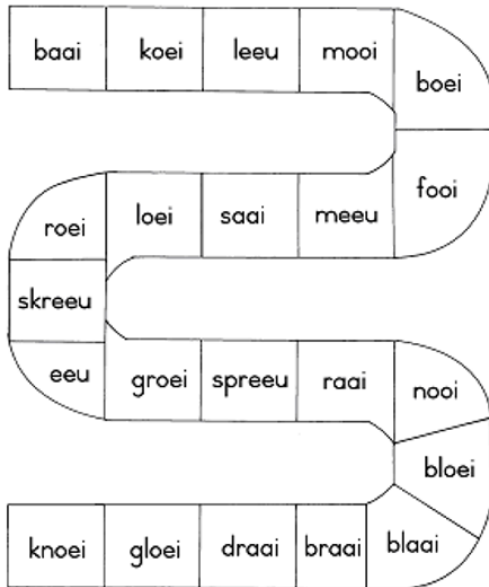 baai koei leeu mooi
boei
fooi
meeu saai loei roei
skreeu
eeu
groei spreeu raai nooi
bloei
blaai
braai draai gloei knoei